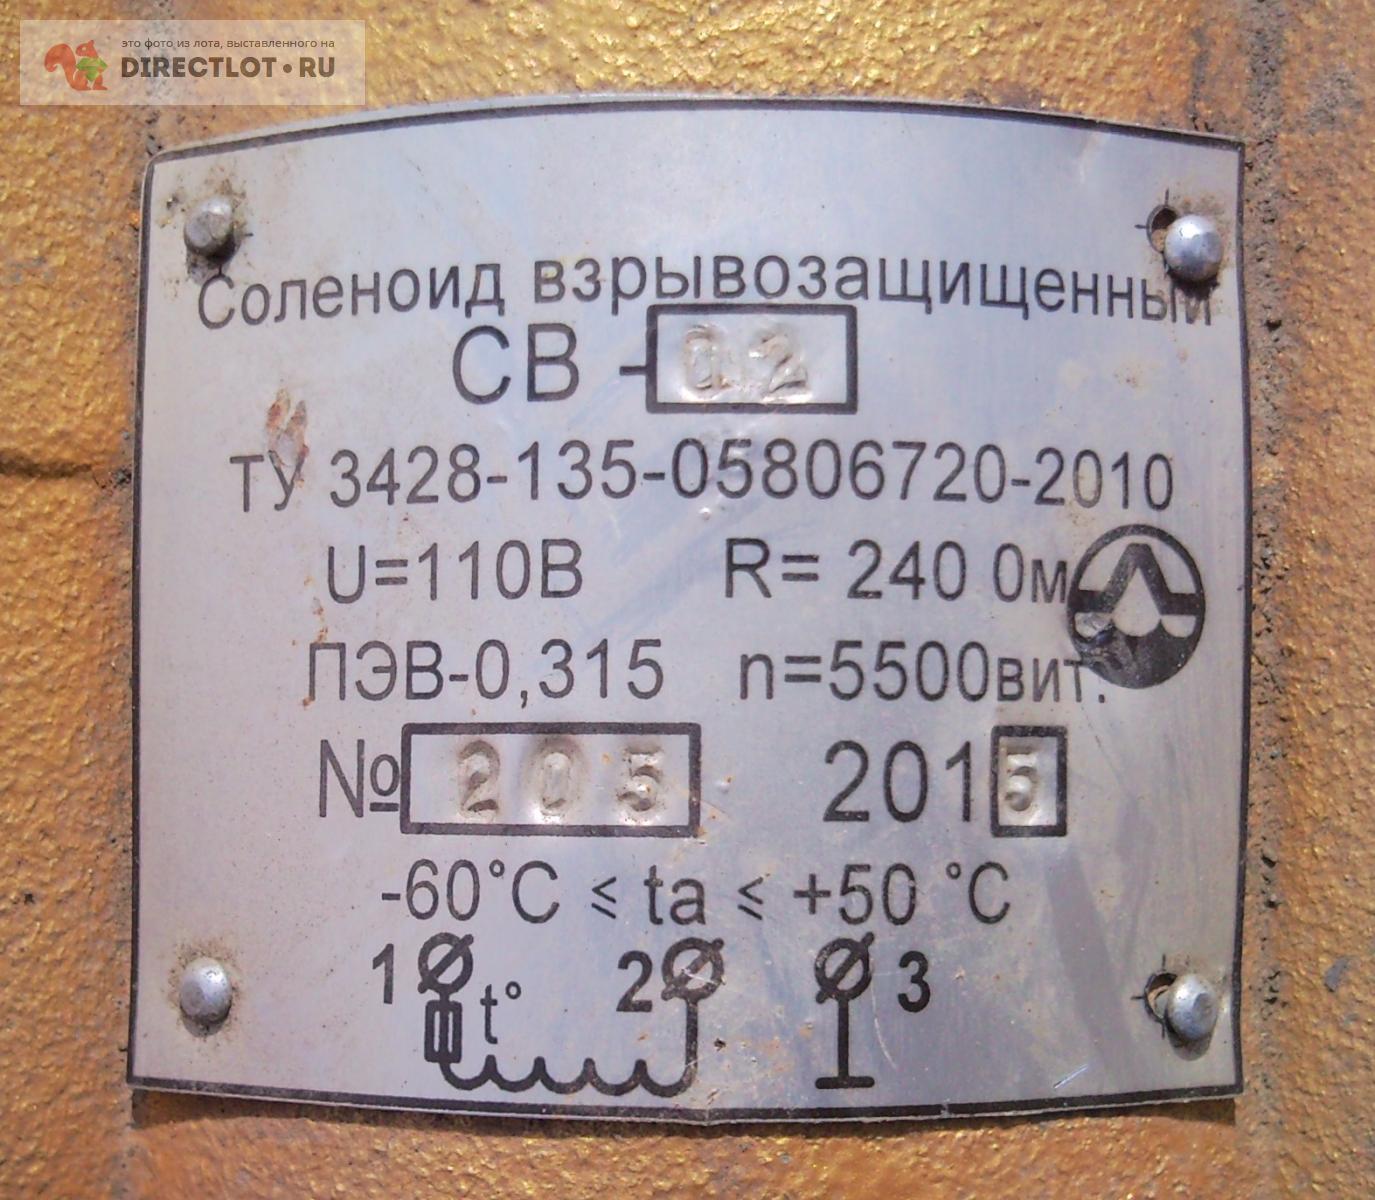 это фото из лота, выставленного на
DIRECTLOT.RU
Соленоид взрывозащищенный
СВ -02
ТУ 3428-135-05806720-2010
U=110В R= 240 Ом
ПЭВ-0,315 n=5500вит.
№ 205 2015
-60°С ≤ ta ≤ +50 °С
1 t° 2 3